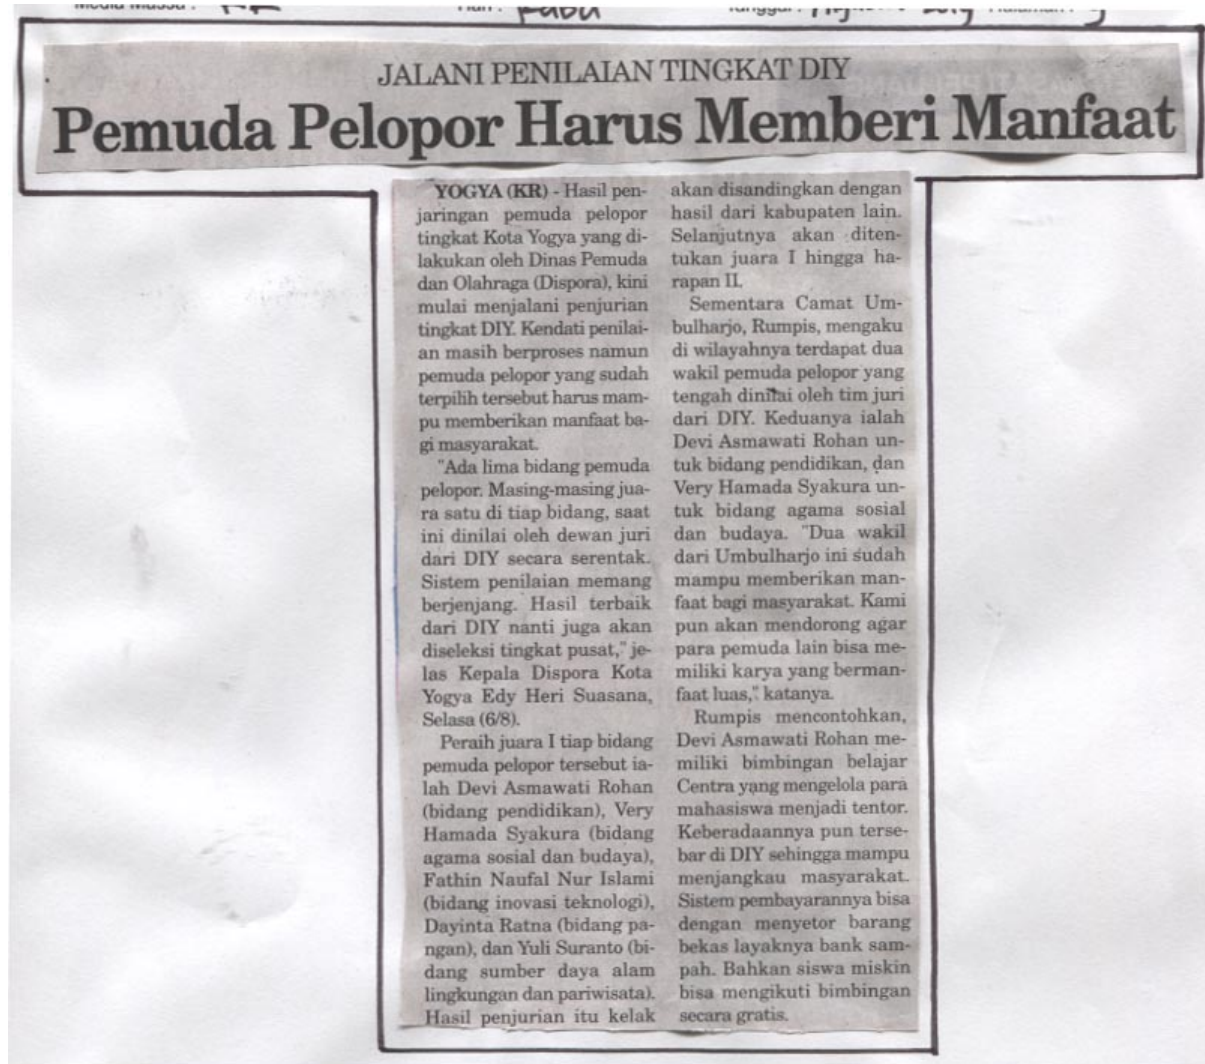 JALANI PENILAIAN TINGKAT DIY
Pemuda Pelopor Harus Memberi Manfaat
YOGYA (KR) - Hasil pen-
jaringan pemuda pelopor
tingkat Kota Yogya yang di-
lakukan oleh Dinas Pemuda
dan Olahraga (Dispora), kini
mulai menjalani penjurian
tingkat DIY. Kendati penilai-
an masih berproses namun
pemuda pelopor yang sudah
terpilih tersebut harus mam-
pu memberikan manfaat ba-
gi masyarakat.
"Ada lima bidang pemuda
pelopor. Masing-masing jua-
ra satu di tiap bidang, saat
ini dinilai oleh dewan juri
dari DIY secara serentak.
Sistem penilaian memang
berjenjang. Hasil terbaik
dari DIY nanti juga akan
diseleksi tingkat pusat," je-
las Kepala Dispora Kota
Yogya Edy Heri Suasana,
Selasa (6/8).
Peraih juara I tiap bidang
pemuda pelopor tersebut ia-
lah Devi Asmawati Rohan
(bidang pendidikan), Very
Hamada Syakura (bidang
agama sosial dan budaya),
Fathin Naufal Nur Islami
(bidang inovasi teknologi),
Dayinta Ratna (bidang pa-
ngan), dan Yuli Suranto (bi-
dang sumber daya alam
lingkungan dan pariwisata).
Hasil penjurian itu kelak
akan disandingkan dengan
hasil dari kabupaten lain.
Selanjutnya akan diten-
tukan juara I hingga ha-
rapan II.
Sementara Camat Um-
bulharjo, Rumpis, mengaku
di wilayahnya terdapat dua
wakil pemuda pelopor yang
tengah dinilai oleh tim juri
dari DIY. Keduanya ialah
Devi Asmawati Rohan un-
tuk bidang pendidikan, dan
Very Hamada Syakura un-
tuk bidang agama sosial
dan budaya. "Dua wakil
dari Umbulharjo ini sudah
mampu memberikan man-
faat bagi masyarakat. Kami
pun akan mendorong agar
para pemuda lain bisa me-
miliki karya yang berman-
faat luas," katanya.
Rumpis mencontohkan,
Devi Asmawati Rohan me-
miliki bimbingan belajar
Centra yang mengelola para
mahasiswa menjadi tentor.
Keberadaannya pun terse-
bar di DIY sehingga mampu
menjangkau masyarakat.
Sistem pembayarannya bisa
dengan menyetor barang
bekas layaknya bank sam-
pah. Bahkan siswa miskin
bisa mengikuti bimbingan
secara gratis.